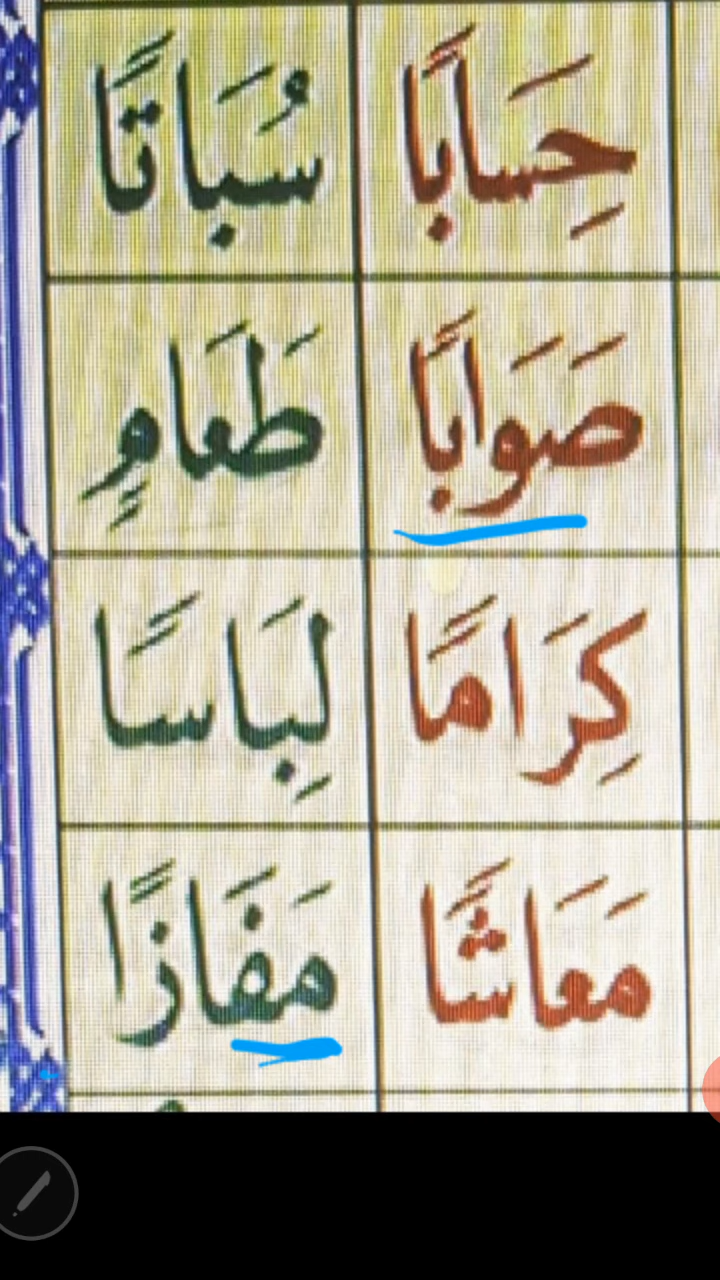 حِسَابًا سُبَاتًا
صَوَابًا طَعَامٍ
كِرَامًا لِبَاسًا
مَعَاشًا مَفَازًا